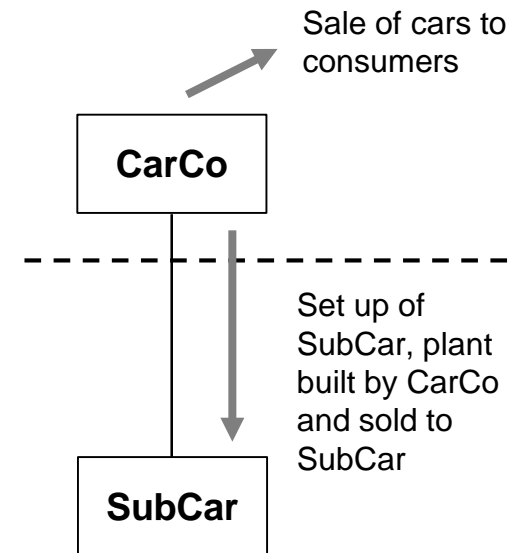 Sale of cars to
consumers
CarCo
Set up of
SubCar, plant
built by CarCo
and sold to
SubCar
SubCar